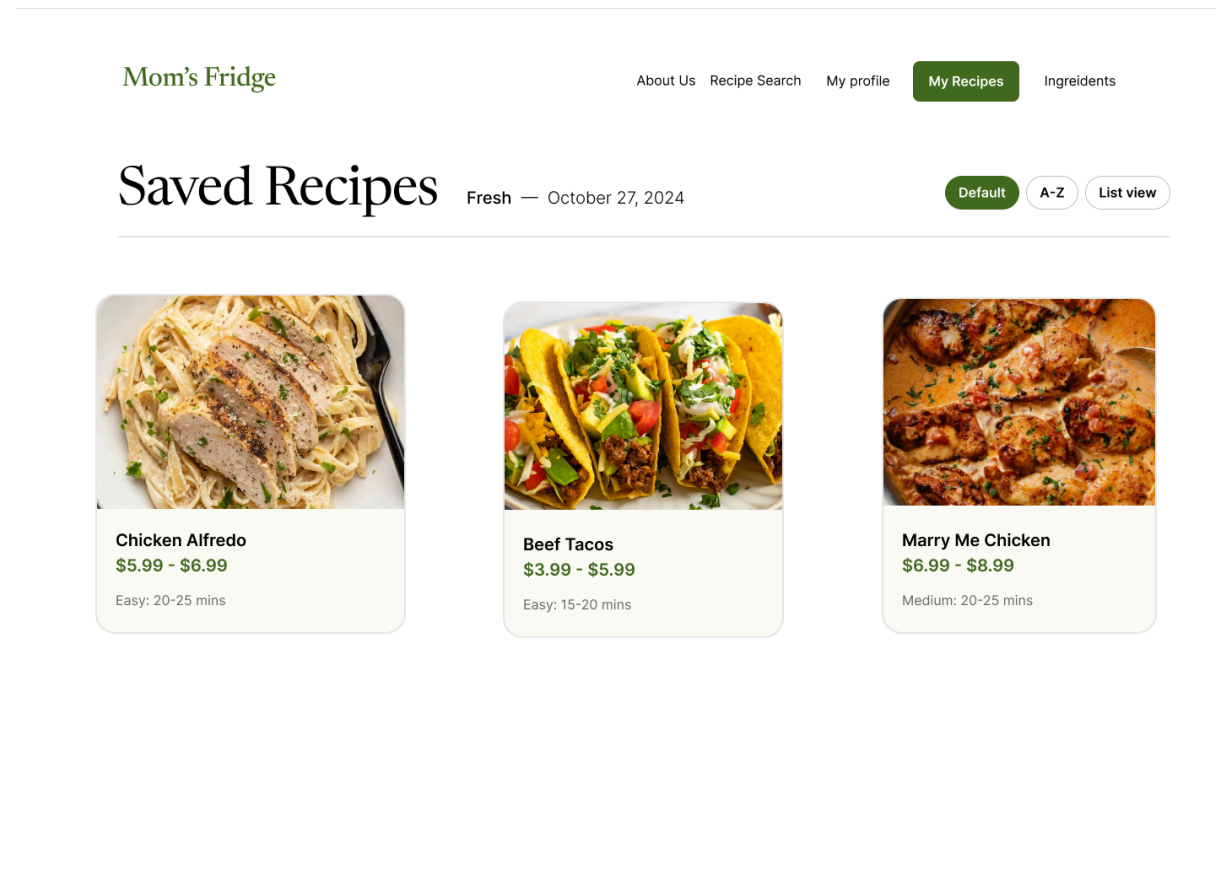 Mom's Fridge
About Us Recipe Search My profile My Recipes Ingreidents
Saved Recipes Fresh — October 27, 2024 Default A-Z List view
Chicken Alfredo
$5.99 - $6.99
Easy: 20-25 mins
Beef Tacos
$3.99 - $5.99
Easy: 15-20 mins
Marry Me Chicken
$6.99 - $8.99
Medium: 20-25 mins